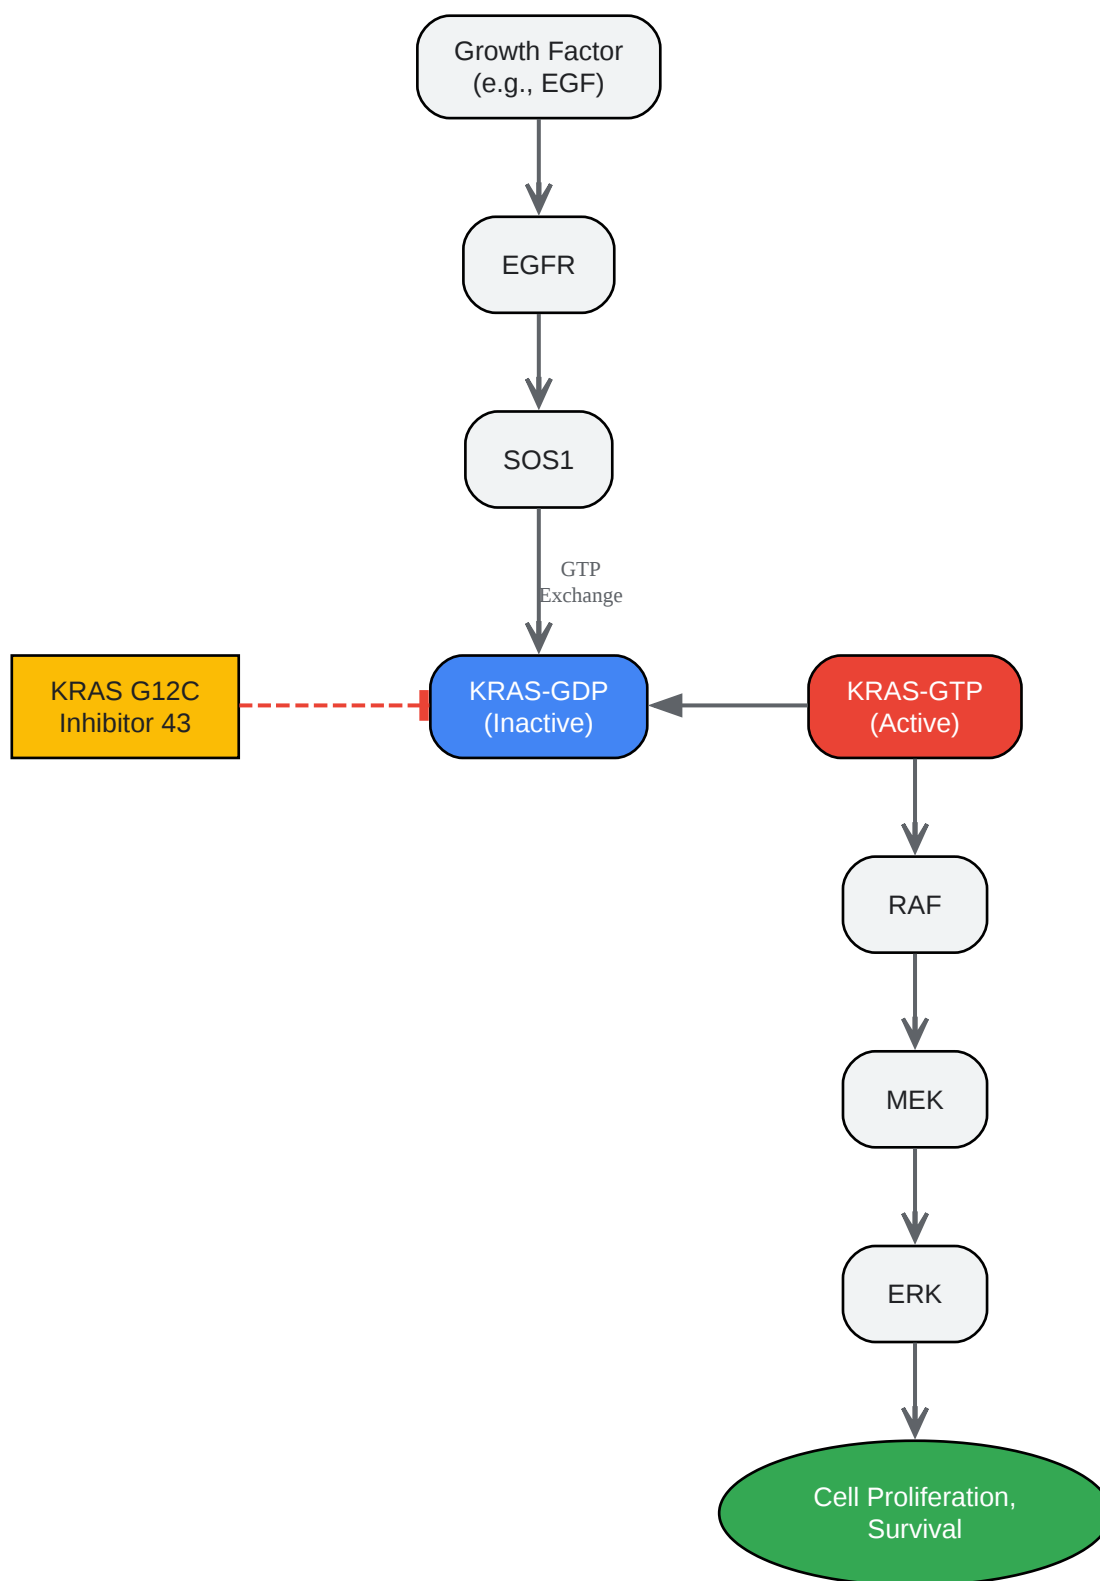 Growth Factor
(e.g., EGF)
EGFR
SOS1
GTP
Exchange
KRAS G12C
Inhibitor 43
KRAS-GDP
(Inactive)
KRAS-GTP
(Active)
RAF
MEK
ERK
Cell Proliferation,
Survival